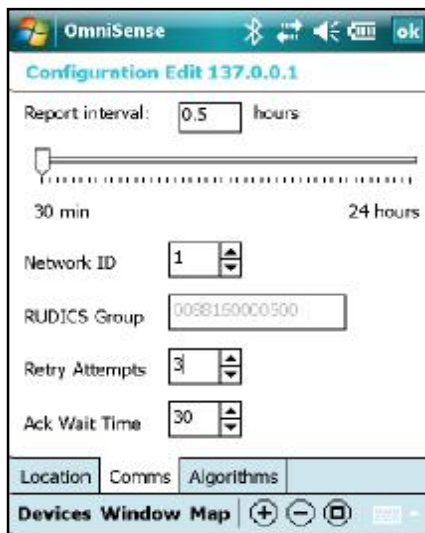 OmniSense ok
Configuration Edit 137.0.0.1
Report interval: 0.5 hours
30 min 24 hours
Network ID 1
RUDICS Group
Retry Attempts 3
Ack Wait Time 30
Location Comms Algorithms
Devices Window Map